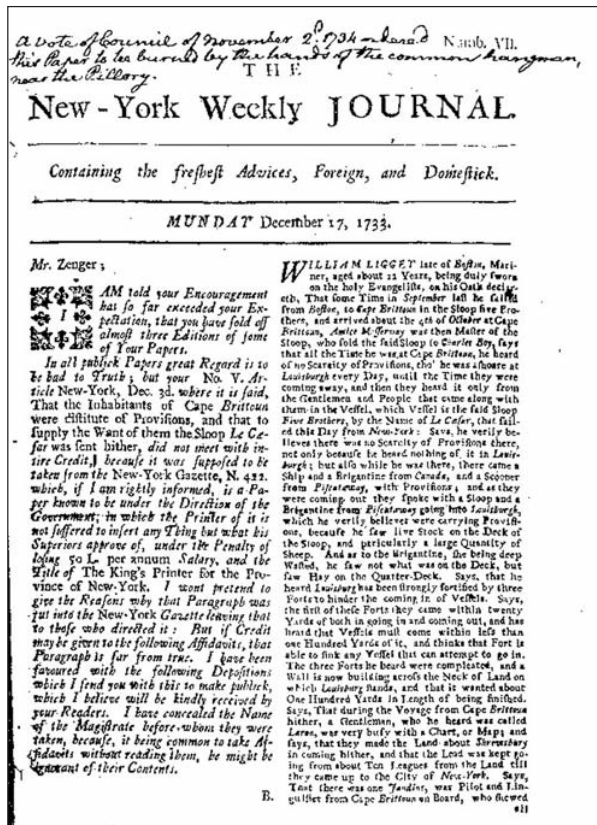 a Vote of Councill of November 2d. 1734 ordered
this Paper to be burned by the hands of the common hangman,
near the Pillory.
Numb. VII.
THE
New-York Weekly JOURNAL.
Containing the freſheſt Advices, Foreign, and Domeſtick.
MUNDAY December 17, 1733.
Mr. Zenger;
I AM told your Encouragement
has ſo far exceeded your Ex-
pectation, that you have ſold off
almoſt three Editions of ſome
of Your Papers.
In all publick Papers great Regard is to
be had to Truth; but your No. V. Ar-
ticle New-York, Dec. 3d. where it is ſaid,
That the Inhabitants of Cape Brittoun
were diſtitute of Proviſions, and that to
ſupply the Want of them the Sloop Le Cæ-
ſar was ſent hither, did not meet with in-
tire Credit, becauſe it was ſuppoſed to be
taken from the New-York Gazette, N. 422.
which, if I am rightly informed, is a Pa-
per known to be under the Direction of the
Government; in which the Printer of it is
not ſuffered to inſert any Thing but what his
Superiors approve of, under the Penalty of
loſing 50 L. per annum Salary, and the
Title of The King's Printer for the Pro-
vince of New-York. I wont pretend to
give the Reaſons why that Paragraph was
put into the New-York Gazette leaving that
to thoſe who directed it: But if Credit
may be given to the following Affidavits, that
Paragraph is far from true. I have been
favoured with the following Depoſitions
which I ſend you with this to make publick,
which I believe will be kindly received by
your Readers. I have concealed the Name
of the Magiſtrate before whom they were
taken, becauſe, it being common to take Af-
fidavits without reading them, he might be
Ignorant of their Contents.
B.
WILLIAM LIGGET late of Boſton, Mari-
ner, aged about 22 Years, being duly ſworn
on the holy Evangeliſts, on his Oath decla-
reth, That ſome Time in September laſt he ſailed
from Boſton, to Cape Brittoun in the Sloop five Bro-
thers, and arrived about the 4th of October at Cape
Brittoun, was then Maſter of the
Sloop, who ſold the ſaid Sloop to Charles Boy, ſays
that all the Time he was at Cape Brittoun, he heard
of no Scarcity of Proviſions, tho' he was aſhoare at
Louisburgh every Day, until the Time they were
coming away, and then they heard it only from
the Gentlemen and People that came along with
them in the Veſſel, which Veſſel is the ſaid Sloop
Five Brothers, by the Name of Le Caſar, that ſail-
ed this Day from New-York: Says, he verily be-
lieves there was no Scarcity of Proviſions there,
not only becauſe he heard nothing of it in Louiſ-
burgh; but alſo while he was there, there came a
Ship and a Brigantine from Canada, and a Scooner
from Piſcataway, with Proviſions; and as they
were coming out they ſpoke with a Sloop and a
Brigantine from Piſcataway going into Louisburgh,
which he verily believes were carrying Proviſi-
ons, becauſe he ſaw live Stock on the Deck of
the Sloop, and particularly a large Quantity of
Sheep. And as to the Brigantine, ſhe being deep
Waſted, he ſaw not what was on the Deck, but
ſaw Hay on the Quarter-Deck. Says, that he
heard Louisburg has been ſtrongly fortified by three
Forts to hinder the coming in of Veſſels. Says,
the firſt of theſe Forts they came within twenty
Yards of both in going in and coming out, and has
heard that Veſſels muſt come within leſs than
one Hundred Yards of it, and thinks that Fort is
able to ſink any Veſſel that can attempt to go in.
The three Forts he heard were compleated, and a
Wall is now building acroſs the Neck of Land on
which Louisburg ſtands, and that it wanted about
One Hundred Yards in Length of being finiſhed.
Says, That during the Voyage from Cape Brittoun
hither, a Gentleman, who he heard was called
was very buſy with a Chart, or Map; and
ſays, that they made the Land about Shrewsbury
in coming hither, and that the Lead was kept go-
ing from about Ten Leagues from the Land till
they came up to the City of New-York. Says,
That there was one Jandine, was Pilot and Lin-
guiſter from Cape Brittoun on Board, who ſhewed
all